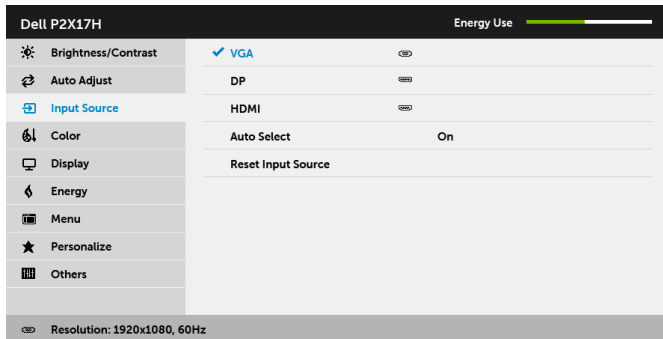 Dell P2X17H
Energy Use
Brightness/Contrast
VGA
Auto Adjust
DP
Input Source
HDMI
Color
Auto Select On
Display
Reset Input Source
Energy
Menu
Personalize
Others
Resolution: 1920x1080, 60Hz